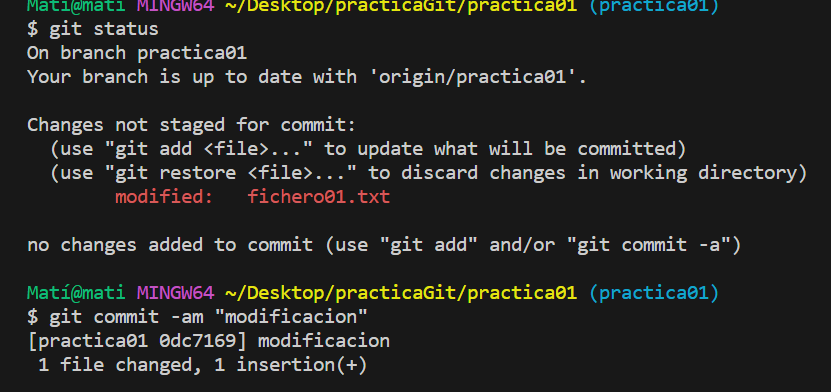 Matí@mati MINGW64 ~/Desktop/practicaGit/practica01 (practica01)
$ git status
On branch practica01
Your branch is up to date with 'origin/practica01'.
Changes not staged for commit:
  (use "git add <file>..." to update what will be committed)
  (use "git restore <file>..." to discard changes in working directory)
        modified:   fichero01.txt
no changes added to commit (use "git add" and/or "git commit -a")
Matí@mati MINGW64 ~/Desktop/practicaGit/practica01 (practica01)
$ git commit -am "modificacion"
[practica01 0dc7169] modificacion
 1 file changed, 1 insertion(+)